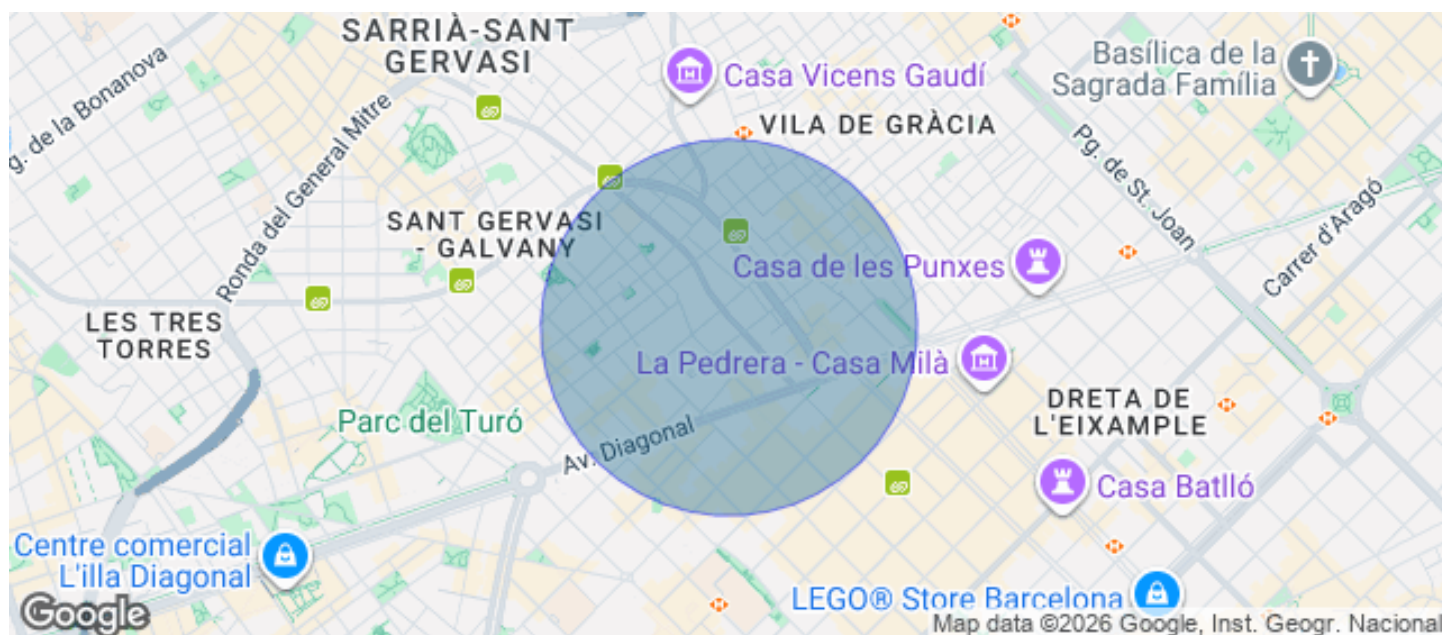 SARRIÀ-SANT
GERVASI
g. de la Bonanova
Ronda del General Mitre
Casa Vicens Gaudí
Basílica de la
Sagrada Família
VILA DE GRÀCIA
Pg. de St. Joan
Carrer d'Aragó
SANT GERVASI
- GALVANY
Casa de les Punxes
LES TRES
TORRES
La Pedrera - Casa Milà
DRETA DE
L'EIXAMPLE
Parc del Turó
Av. Diagonal
Casa Batlló
Centre comercial
L'illa Diagonal
LEGO® Store Barcelona
Google
Map data ©2026 Google, Inst. Geogr. Nacional